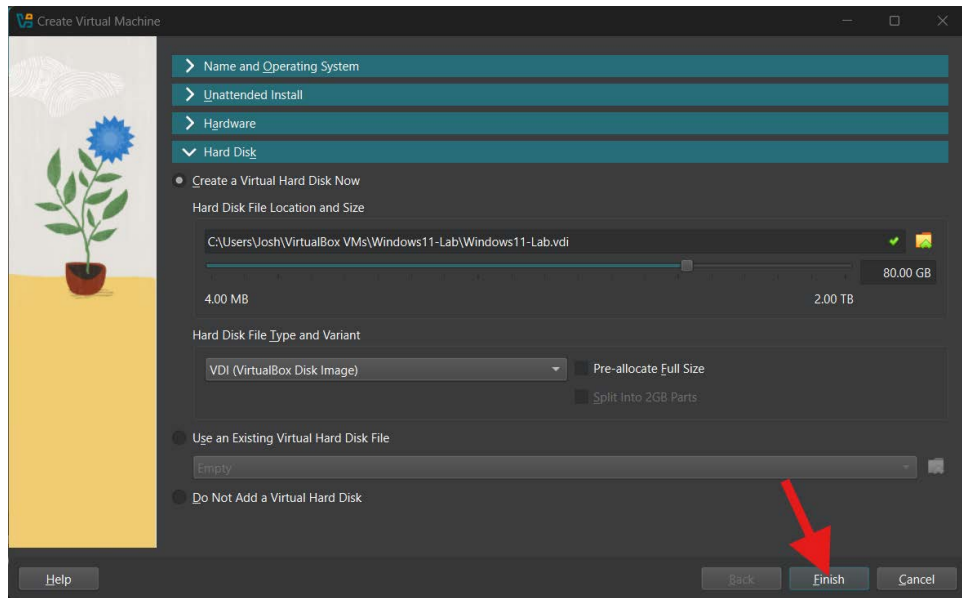 Create Virtual Machine
Name and Operating System
Unattended Install
Hardware
Hard Disk
Create a Virtual Hard Disk Now
Hard Disk File Location and Size
C:\Users\Josh\VirtualBox VMs\Windows11-Lab\Windows11-Lab.vdi
80.00 GB
4.00 MB 2.00 TB
Hard Disk File Type and Variant
VDI (VirtualBox Disk Image) Pre-allocate Full Size
Split Into 2GB Parts
Use an Existing Virtual Hard Disk File
Empty
Do Not Add a Virtual Hard Disk
Help Back Finish Cancel